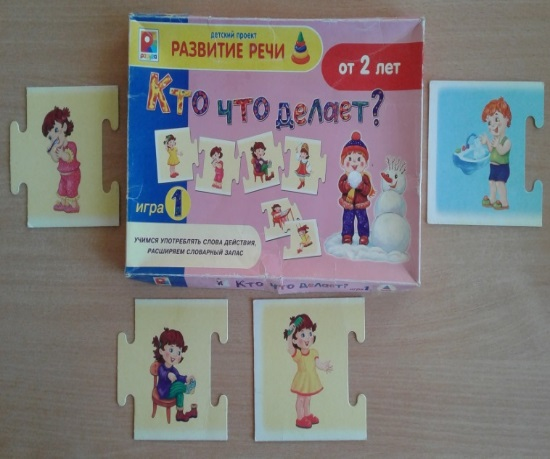 детский проект
РАЗВИТИЕ РЕЧИ
от 2 лет
Кто что делает?
игра 1
УЧИМСЯ УПОТРЕБЛЯТЬ СЛОВА ДЕЙСТВИЯ,
РАСШИРЯЕМ СЛОВАРНЫЙ ЗАПАС
Кто что делает?